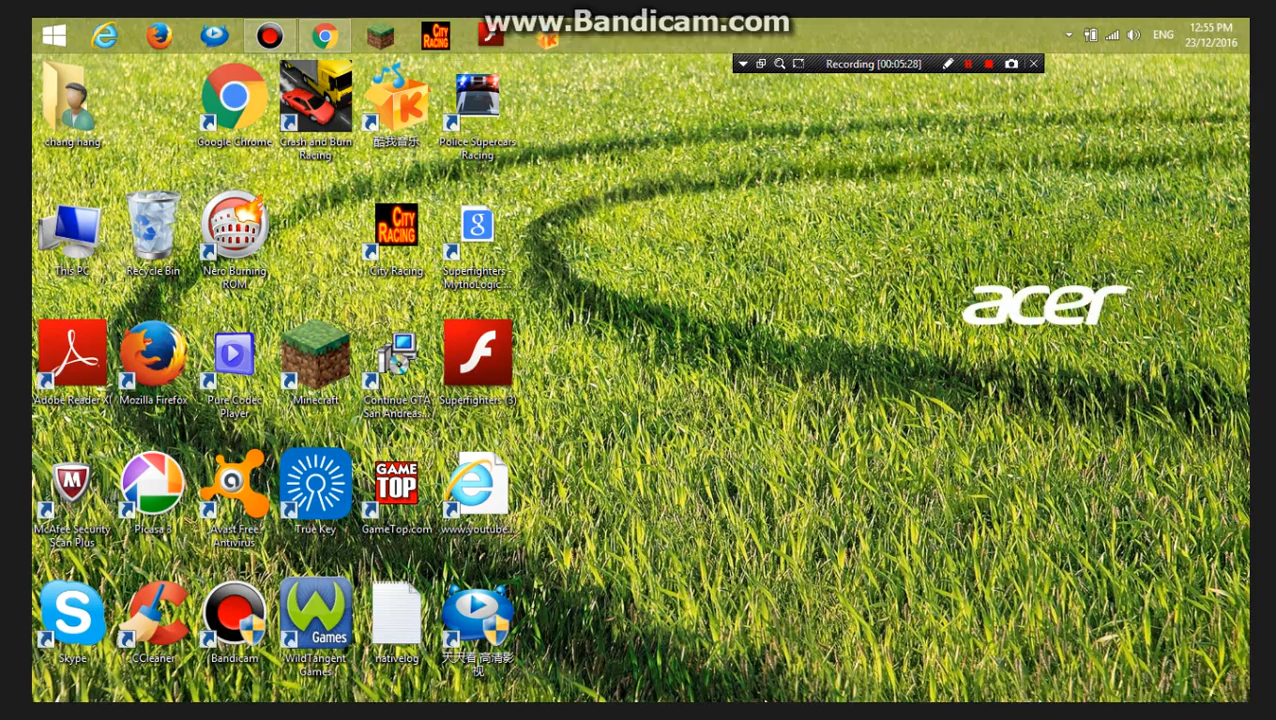 www.Bandicam.com
CITY RACING
ENG
12:55 PM
23/12/2016
Recording [00:05:28]
chang hang
Google Chrome
Crash and Burn
Racing
酷我音乐
Police Supercars
Racing
acer
This PC
Recycle Bin
Nero Burning
ROM
CITY RACING
City Racing
g
Superfighters -
MythoLogic ...
Adobe Reader XI
Mozilla Firefox
Pure Codec
Player
Minecraft
Continue GTA
San Andreas...
Superfighters (3)
McAfee Security
Scan Plus
Picasa 3
Avast Free
Antivirus
True Key
GAME
TOP
GameTop.com
www.youtube...
Skype
CCleaner
Bandicam
Games
WildTangent
Games
nativelog
天天看高清影
视